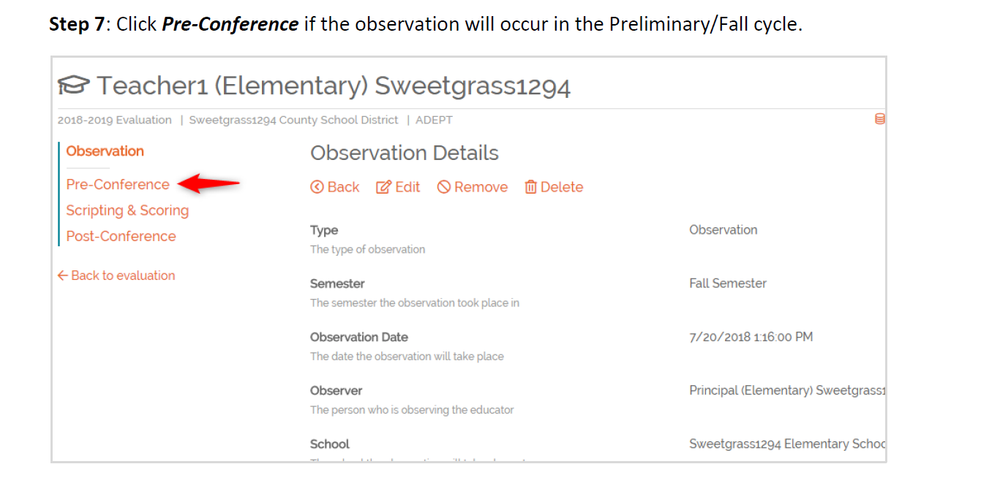 Step 7: Click Pre-Conference if the observation will occur in the Preliminary/Fall cycle.
Teacher1 (Elementary) Sweetgrass1294
2018-2019 Evaluation | Sweetgrass1294 County School District | ADEPT
Observation
Pre-Conference
Scripting & Scoring
Post-Conference
← Back to evaluation
Observation Details
Back Edit Remove Delete
Type Observation
The type of observation
Semester Fall Semester
The semester the observation took place in
Observation Date 7/20/2018 1:16:00 PM
The date the observation will take place
Observer Principal (Elementary) Sweetgrass1
The person who is observing the educator
School Sweetgrass1294 Elementary Schoo